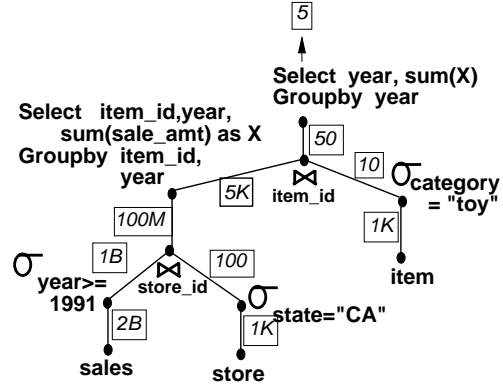 5
Select year, sum(X)
Groupby year
50
Select item_id,year,
sum(sale_amt) as X
Groupby item_id,
year
5K
⋈
item_id
10
σ
category
= "toy"
1K
item
100M
1B
σ
year>=
1991
⋈
store_id
100
σ
state="CA"
2B
1K
sales
store